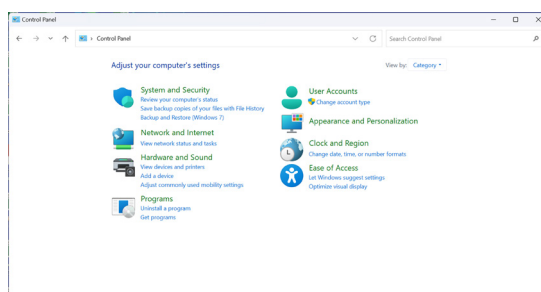 Control Panel
Control Panel
Search Control Panel
Adjust your computer's settings
View by: Category
System and Security
Review your computer's status
Save backup copies of your files with File History
Backup and Restore (Windows 7)
Network and Internet
View network status and tasks
Hardware and Sound
View devices and printers
Add a device
Adjust commonly used mobility settings
Programs
Uninstall a program
Get programs
User Accounts
Change account type
Appearance and Personalization
Clock and Region
Change date, time, or number formats
Ease of Access
Let Windows suggest settings
Optimize visual display